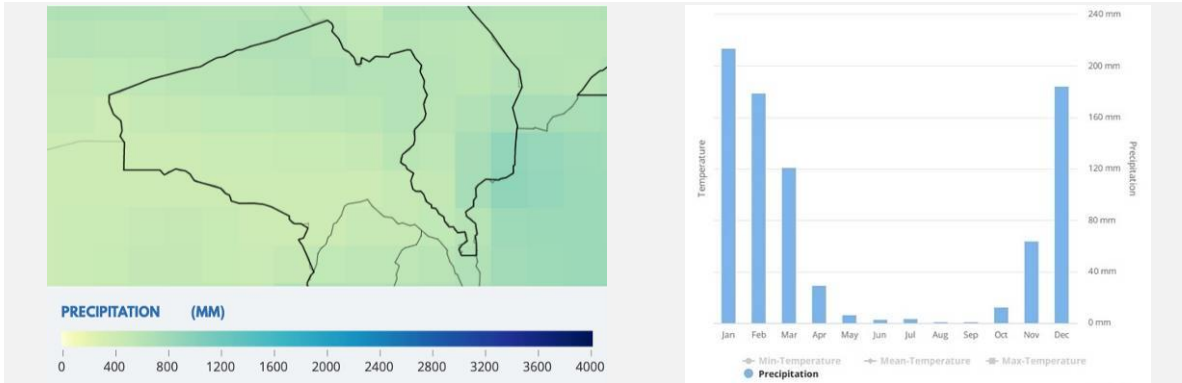 PRECIPITATION (MM)
0 400 800 1200 1600 2000 2400 2800 3200 3600 4000
240 mm
200 mm
160 mm
120 mm
80 mm
40 mm
0 mm
Temperature
Precipitation
Jan Feb Mar Apr May Jun Jul Aug Sep Oct Nov Dec
Min-Temperature Mean-Temperature Max-Temperature
Precipitation